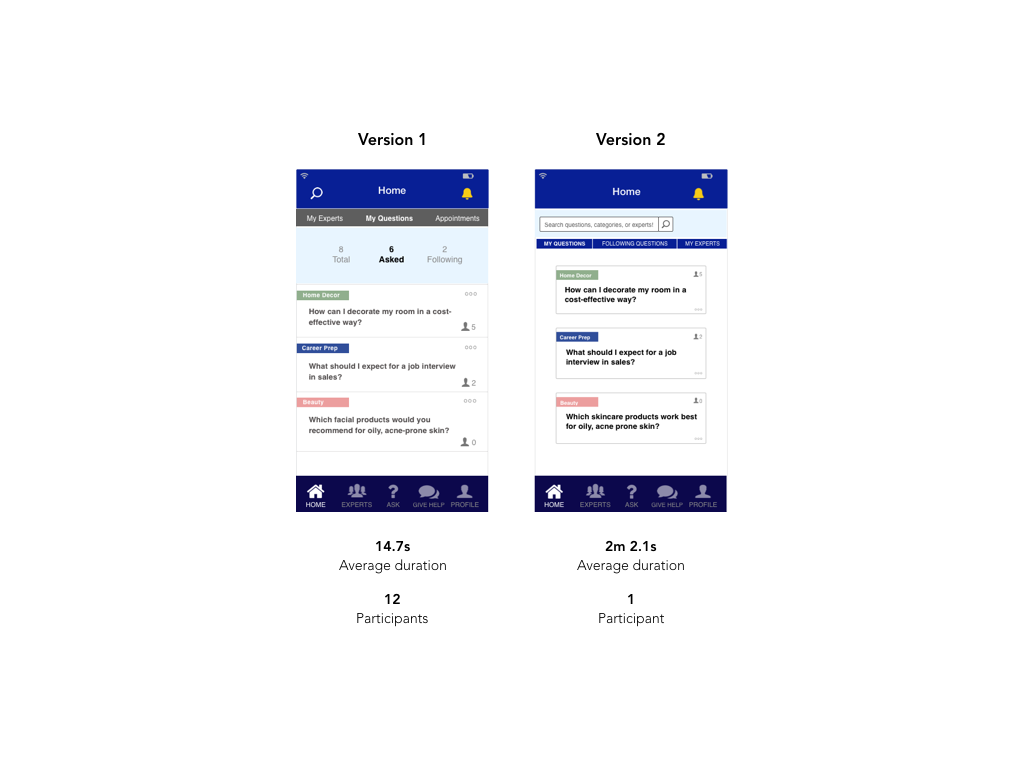 Version 1
Home
My Experts My Questions Appointments
8 6 2
Total Asked Following
Home Decor
How can I decorate my room in a cost-
effective way?
5
Career Prep
What should I expect for a job interview
in sales?
2
Beauty
Which facial products would you
recommend for oily, acne-prone skin?
0
HOME EXPERTS ASK GIVE HELP PROFILE
14.7s
Average duration
12
Participants
Version 2
Home
Search questions, categories, or experts!
MY QUESTIONS FOLLOWING QUESTIONS MY EXPERTS
Home Decor 5
How can I decorate my room in a
cost-effective way?
Career Prep 2
What should I expect for a job
interview in sales?
Beauty 0
Which skincare products work best
for oily, acne prone skin?
HOME EXPERTS ASK GIVE HELP PROFILE
2m 2.1s
Average duration
1
Participant